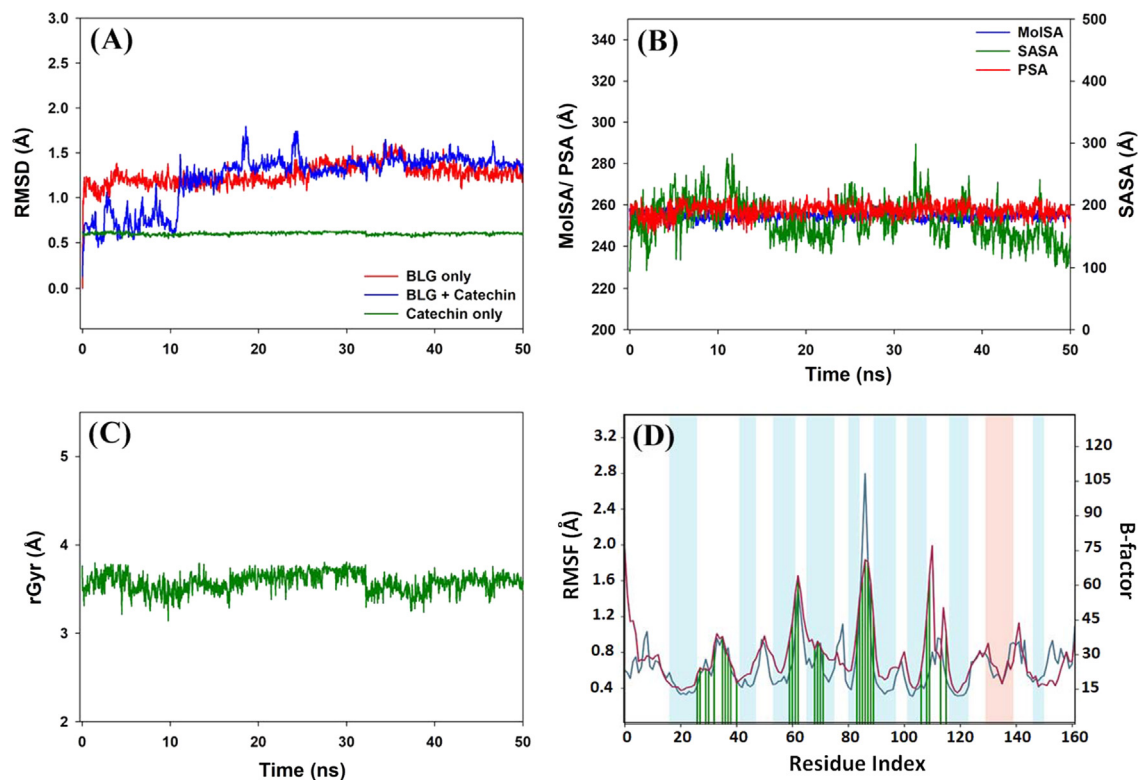 (A)
3.0
2.5
2.0
1.5
1.0
0.5
0.0
RMSD (Å)
BLG only
BLG + Catechin
Catechin only
0 10 20 30 40 50
(B)
340
320
300
280
260
240
220
200
MolSA/ PSA (Å)
MolSA
SASA
PSA
500
400
300
200
100
0
SASA (Å)
0 10 20 30 40 50
Time (ns)
(C)
5
4
3
2
rGyr (Å)
0 10 20 30 40 50
Time (ns)
(D)
3.2
2.8
2.4
2.0
1.6
1.2
0.8
0.4
RMSF (Å)
120
105
90
75
60
45
30
15
B-factor
0 20 40 60 80 100 120 140 160
Residue Index